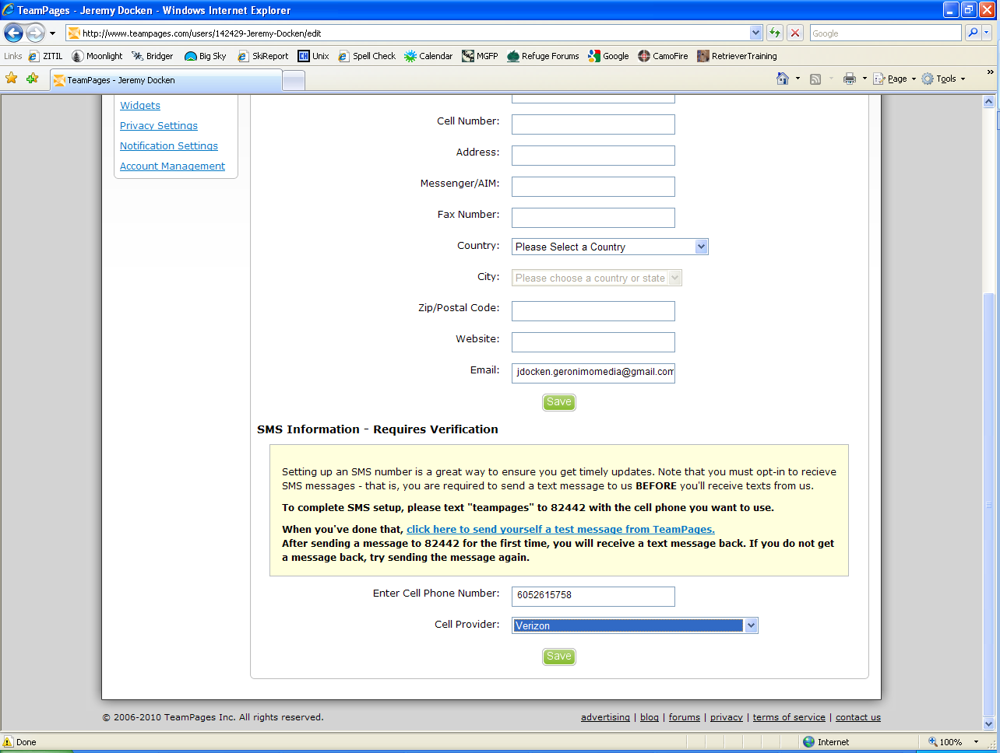 TeamPages - Jeremy Docken - Windows Internet Explorer
http://www.teampages.com/users/142429-Jeremy-Docken/edit
Google
Links ZITIL Moonlight Bridger Big Sky SkiReport Unix Spell Check Calendar MGFP Refuge Forums Google CamoFire RetrieverTraining
TeamPages - Jeremy Docken
Page Tools
Widgets
Privacy Settings
Notification Settings
Account Management
Cell Number:
Address:
Messenger/AIM:
Fax Number:
Country: Please Select a Country
City: Please choose a country or state
Zip/Postal Code:
Website:
Email: jdocken.geronimomedia@gmail.com
Save
SMS Information - Requires Verification
Setting up an SMS number is a great way to ensure you get timely updates. Note that you must opt-in to recieve
SMS messages - that is, you are required to send a text message to us BEFORE you'll receive texts from us.
To complete SMS setup, please text "teampages" to 82442 with the cell phone you want to use.
When you've done that, click here to send yourself a test message from TeamPages.
After sending a message to 82442 for the first time, you will receive a text message back. If you do not get
a message back, try sending the message again.
Enter Cell Phone Number: 6052615758
Cell Provider: Verizon
Save
© 2006-2010 TeamPages Inc. All rights reserved.
advertising | blog | forums | privacy | terms of service | contact us
Done
Internet
100%